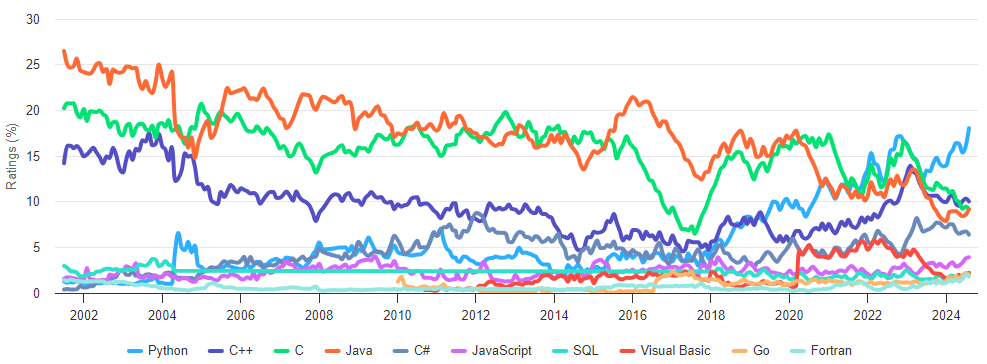 30
25
20
15
10
5
0
Ratings (%)
2002 2004 2006 2008 2010 2012 2014 2016 2018 2020 2022 2024
Python C++ C Java C# JavaScript SQL Visual Basic Go Fortran